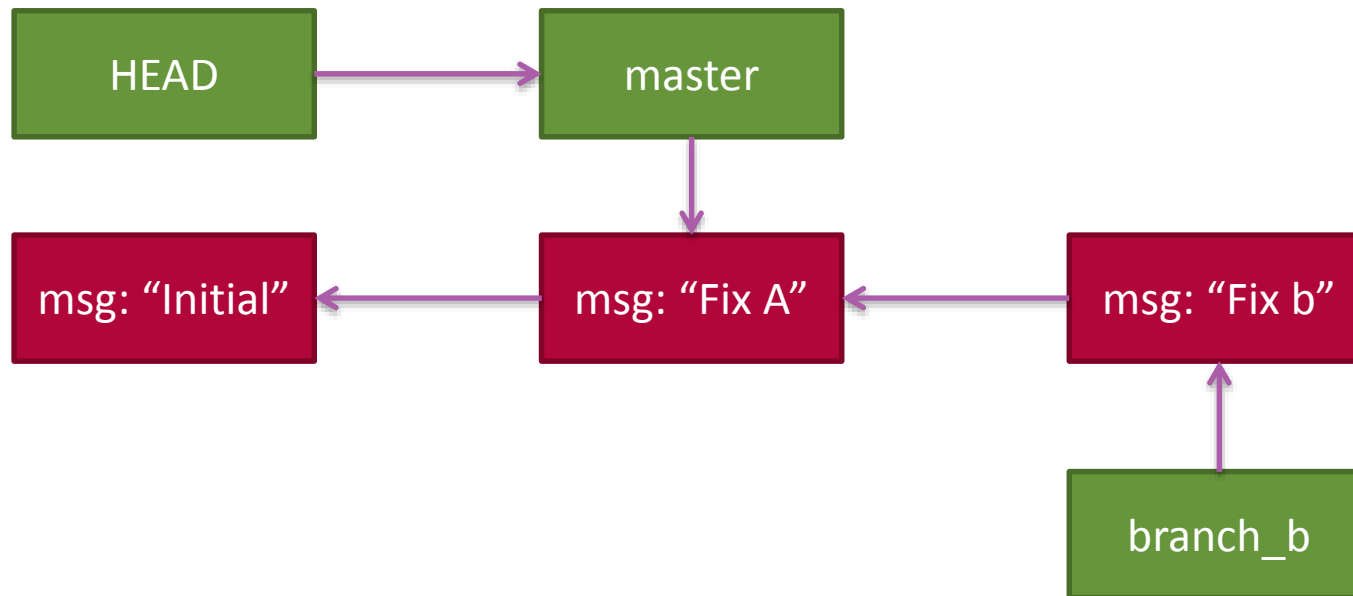 HEAD
master
msg: “Initial”
msg: “Fix A”
msg: “Fix b”
branch_b